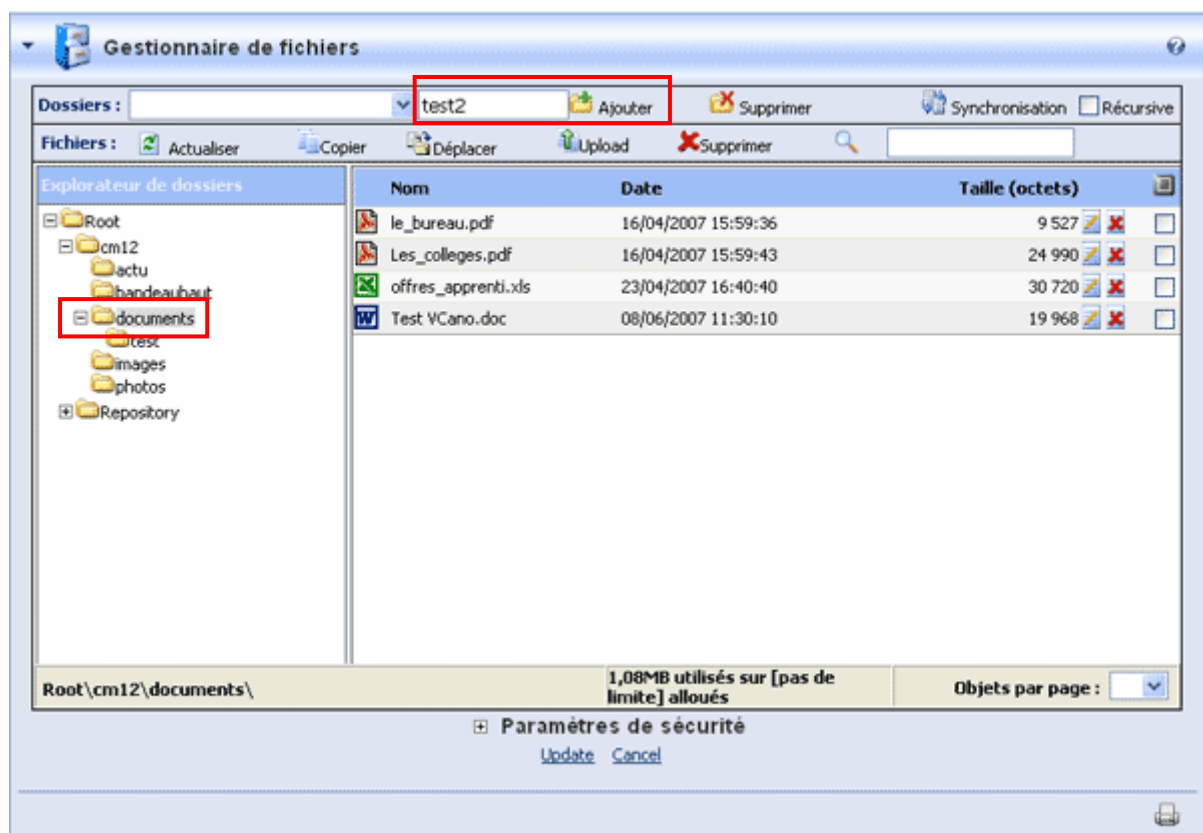 Gestionnaire de fichiers
Dossiers : test2 Ajouter Supprimer Synchronisation Récursive
Fichiers : Actualiser Copier Déplacer Upload Supprimer
Explorateur de dossiers Nom Date Taille (octets)
Root le_bureau.pdf 16/04/2007 15:59:36 9 527
cm12 Les_colleges.pdf 16/04/2007 15:59:43 24 990
actu
bandeauhaut offres_apprenti.xls 23/04/2007 16:40:40 30 720
documents Test VCano.doc 08/06/2007 11:30:10 19 968
test
images
photos
Repository
Root\cm12\documents\ 1,08MB utilisés sur [pas de
limite] alloués Objets par page :
Paramètres de sécurité
Update Cancel